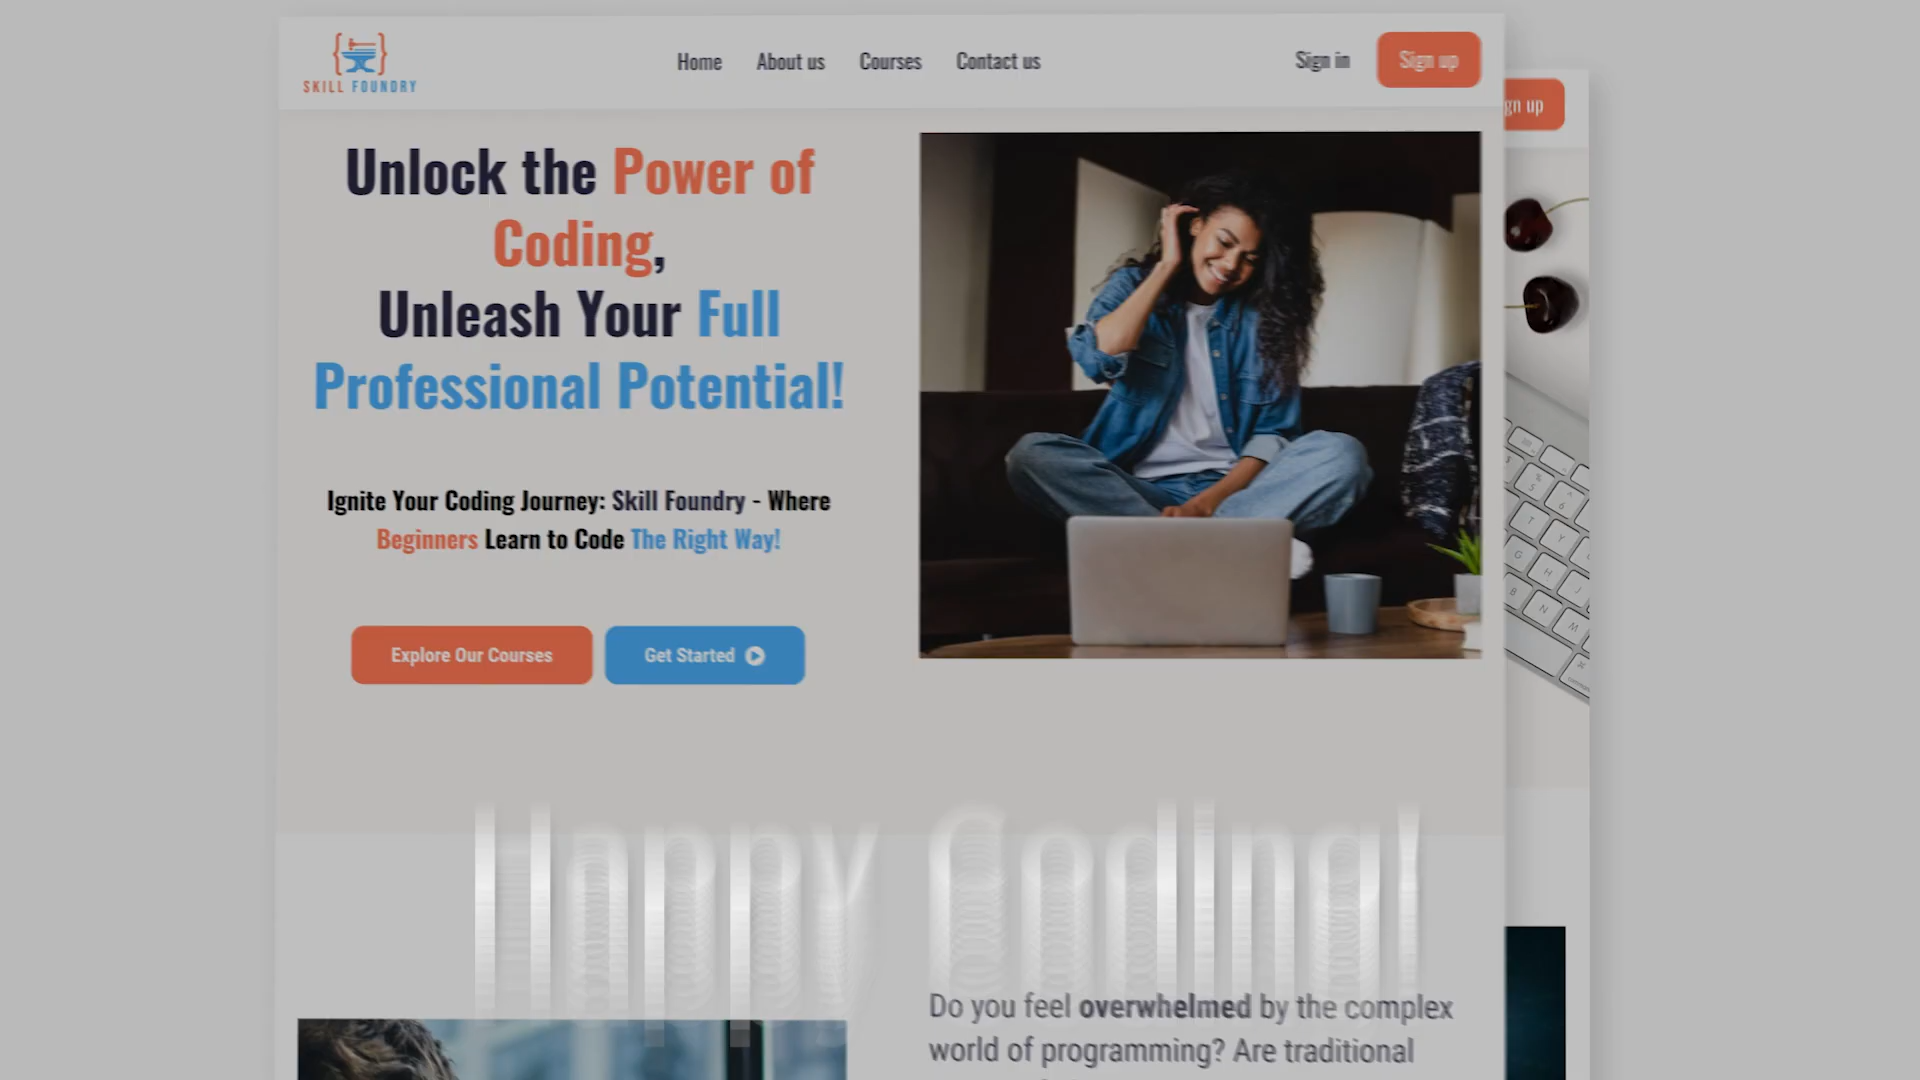 SKILL FOUNDRY
Home About us Courses Contact us
Sign in Sign up
gn up
Unlock the Power of
Coding,
Unleash Your Full
Professional Potential!
Ignite Your Coding Journey: Skill Foundry - Where
Beginners Learn to Code The Right Way!
Explore Our Courses Get Started
Happy Coding!
Do you feel overwhelmed by the complex
world of programming? Are traditional